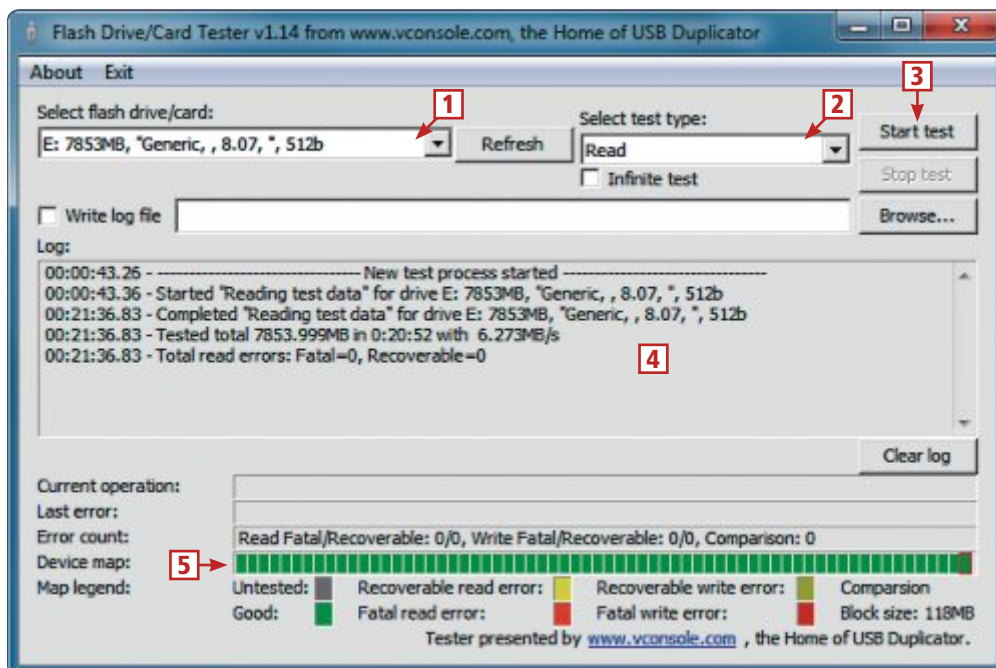 Flash Drive/Card Tester v1.14 from www.vconsole.com, the Home of USB Duplicator
About Exit
3
Select flash drive/card:
1
Select test type:
2
Start test
E: 7853MB, "Generic, , 8.07, ", 512b
Refresh
Read
Infinite test
Stop test
Write log file
Browse...
Log:
00:00:43.26 - -------------------------------- New test process started --------------------------------
00:00:43.36 - Started "Reading test data" for drive E: 7853MB, "Generic, , 8.07, ", 512b
00:21:36.83 - Completed "Reading test data" for drive E: 7853MB, "Generic, , 8.07, ", 512b
00:21:36.83 - Tested total 7853.999MB in 0:20:52 with  6.273MB/s
00:21:36.83 - Total read errors: Fatal=0, Recoverable=0
4
Clear log
Current operation:
Last error:
Error count: Read Fatal/Recoverable: 0/0, Write Fatal/Recoverable: 0/0, Comparison: 0
Device map:
5
Map legend: Untested: Recoverable read error: Recoverable write error: Comparsion
Good: Fatal read error: Fatal write error: Block size: 118MB
Tester presented by www.vconsole.com , the Home of USB Duplicator.